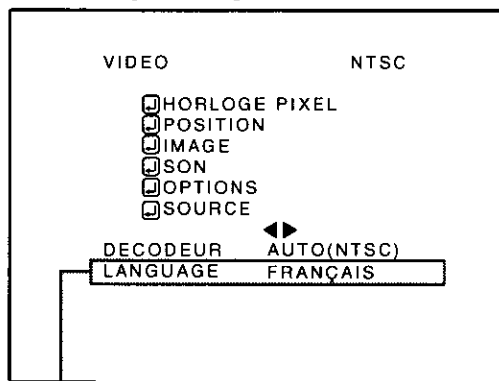 VIDEO NTSC
HORLOGE PIXEL
POSITION
IMAGE
SON
OPTIONS
SOURCE
DECODEUR AUTO(NTSC)
LANGUAGE FRANÇAIS